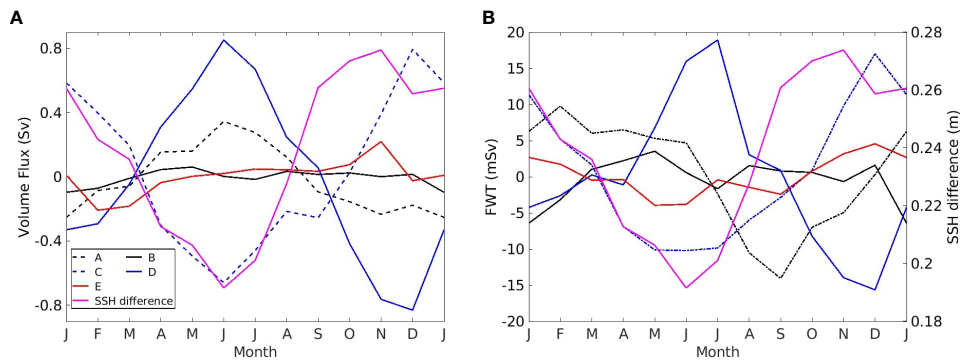 A
B
Volume Flux (Sv)
0.8
0.4
0
-0.4
-0.8
A
B
C
D
E
SSH difference
J F M A M J J A S O N D J
Month
FWT (mSv)
20
15
10
5
0
-5
-10
-15
-20
0.28
0.26
0.24
0.22
0.2
0.18
SSH difference (m)
J F M A M J J A S O N D J
Month